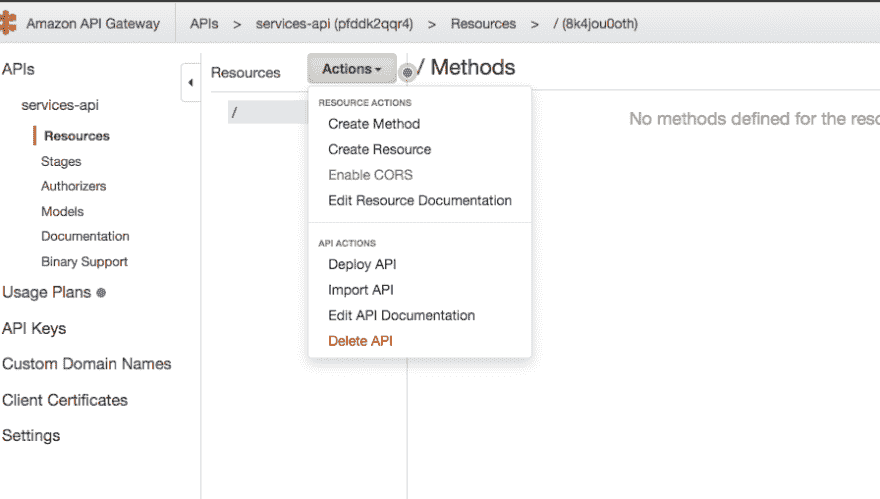 Amazon API Gateway APIs > services-api (pfddk2qqr4) > Resources > / (8k4jou0oth)
APIs
services-api
Resources
Stages
Authorizers
Models
Documentation
Binary Support
Usage Plans
API Keys
Custom Domain Names
Client Certificates
Settings
Resources
/
Actions
RESOURCE ACTIONS
Create Method
Create Resource
Enable CORS
Edit Resource Documentation
API ACTIONS
Deploy API
Import API
Edit API Documentation
Delete API
/ Methods
No methods defined for the